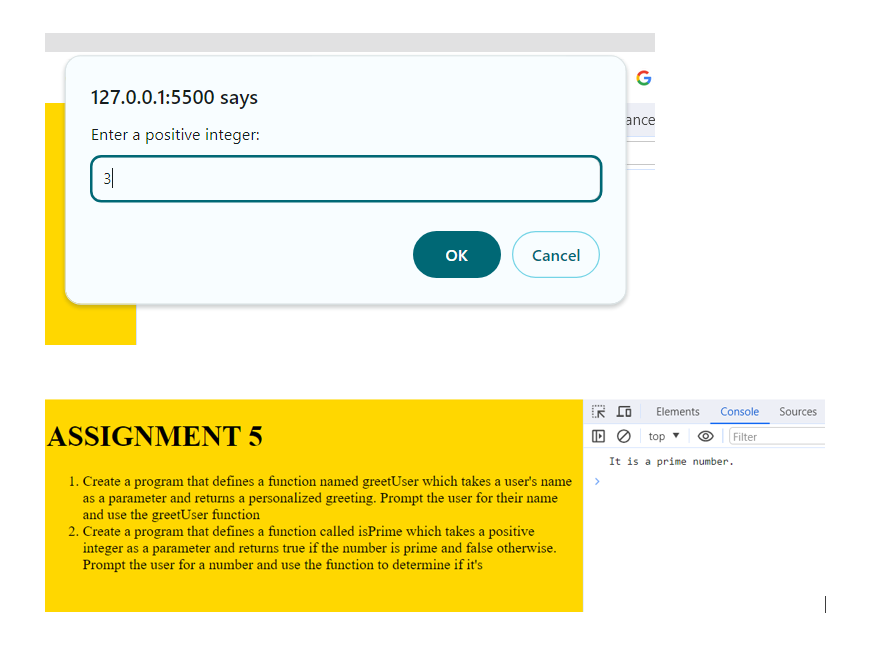 127.0.0.1:5500 says
Enter a positive integer:
ance
3
OK
Cancel
ASSIGNMENT 5
1. Create a program that defines a function named greetUser which takes a user's name
as a parameter and returns a personalized greeting. Prompt the user for their name
and use the greetUser function
2. Create a program that defines a function called isPrime which takes a positive
integer as a parameter and returns true if the number is prime and false otherwise.
Prompt the user for a number and use the function to determine if it's
Elements Console Sources
top Filter
It is a prime number.